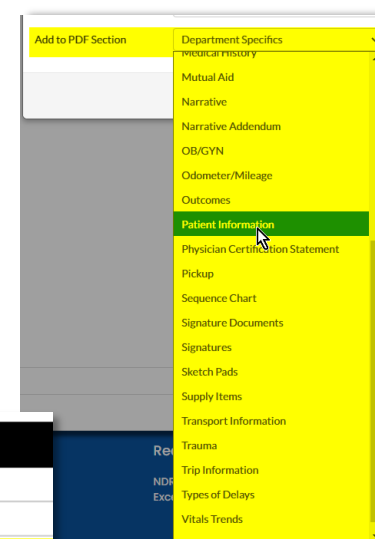 Add to PDF Section
Department Specifics
Medical History
Mutual Aid
Narrative
Narrative Addendum
OB/GYN
Odometer/Mileage
Outcomes
Patient Information
Physician Certification Statement
Pickup
Sequence Chart
Signature Documents
Signatures
Sketch Pads
Supply Items
Transport Information
Trauma
Trip Information
Types of Delays
Vitals Trends